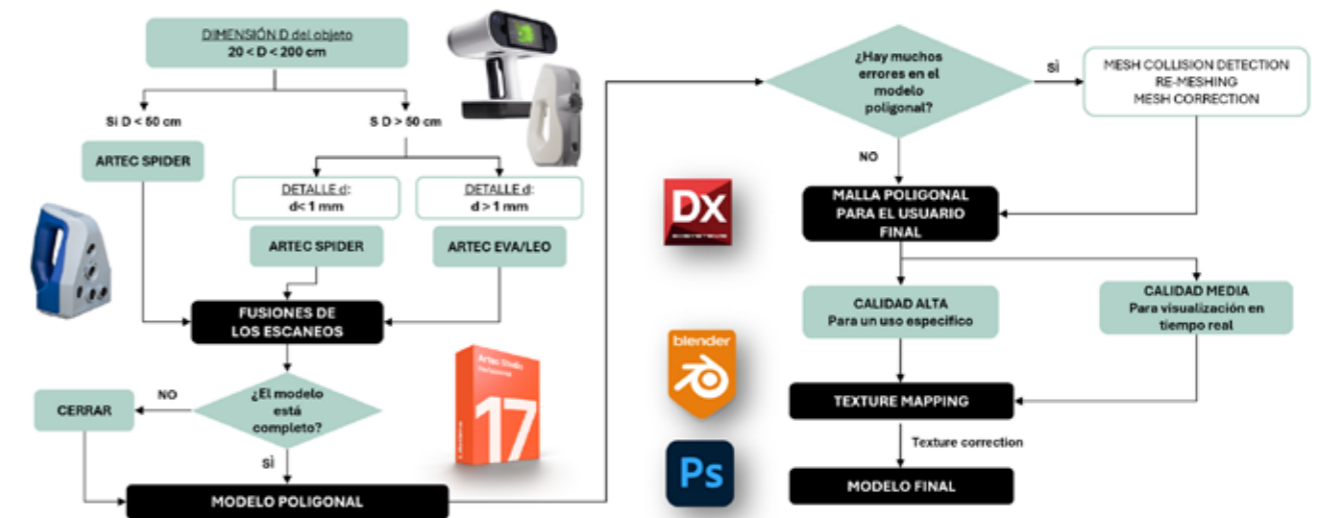 DIMENSIÓN D del objeto
20 < D < 200 cm
Si D < 50 cm
S D > 50 cm
ARTEC SPIDER
DETALLE d:
d< 1 mm
DETALLE d:
d > 1 mm
ARTEC SPIDER
ARTEC EVA/LEO
FUSIONES DE
LOS ESCANEOS
¿El modelo
está
completo?
NO
CERRAR
SÌ
MODELO POLIGONAL
Artec Studio
Professional
17
¿Hay muchos
errores en el
modelo
poligonal?
SÌ
MESH COLLISION DETECTION
RE-MESHING
MESH CORRECTION
NO
DX
MALLA POLIGONAL
PARA EL USUARIO
FINAL
CALIDAD ALTA
Para un uso especifico
CALIDAD MEDIA
Para visualización en
tiempo real
blender
TEXTURE MAPPING
Texture correction
Ps
MODELO FINAL